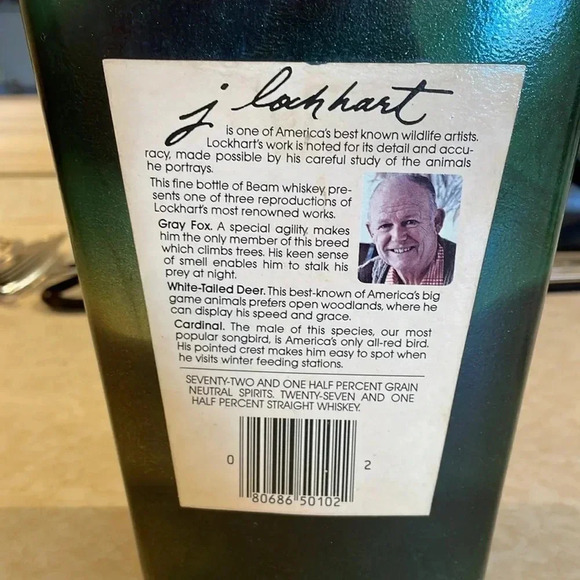 j lockhart
is one of America's best known wildlife artists.
Lockhart's work is noted for its detail and accu-
racy, made possible by his careful study of the animals
he portrays.
This fine bottle of Beam whiskey pre-
sents one of three reproductions of
Lockhart's most renowned works.
Gray Fox. A special agility makes
him the only member of this breed
which climbs trees. His keen sense
of smell enables him to stalk his
prey at night.
White-Tailed Deer. This best-known of America's big
game animals prefers open woodlands, where he
can display his speed and grace.
Cardinal. The male of this species, our most
popular songbird, is America's only all-red bird.
His pointed crest makes him easy to spot when
he visits winter feeding stations.
SEVENTY-TWO AND ONE HALF PERCENT GRAIN
NEUTRAL SPIRITS. TWENTY-SEVEN AND ONE
HALF PERCENT STRAIGHT WHISKEY.
0 80686 50102 2